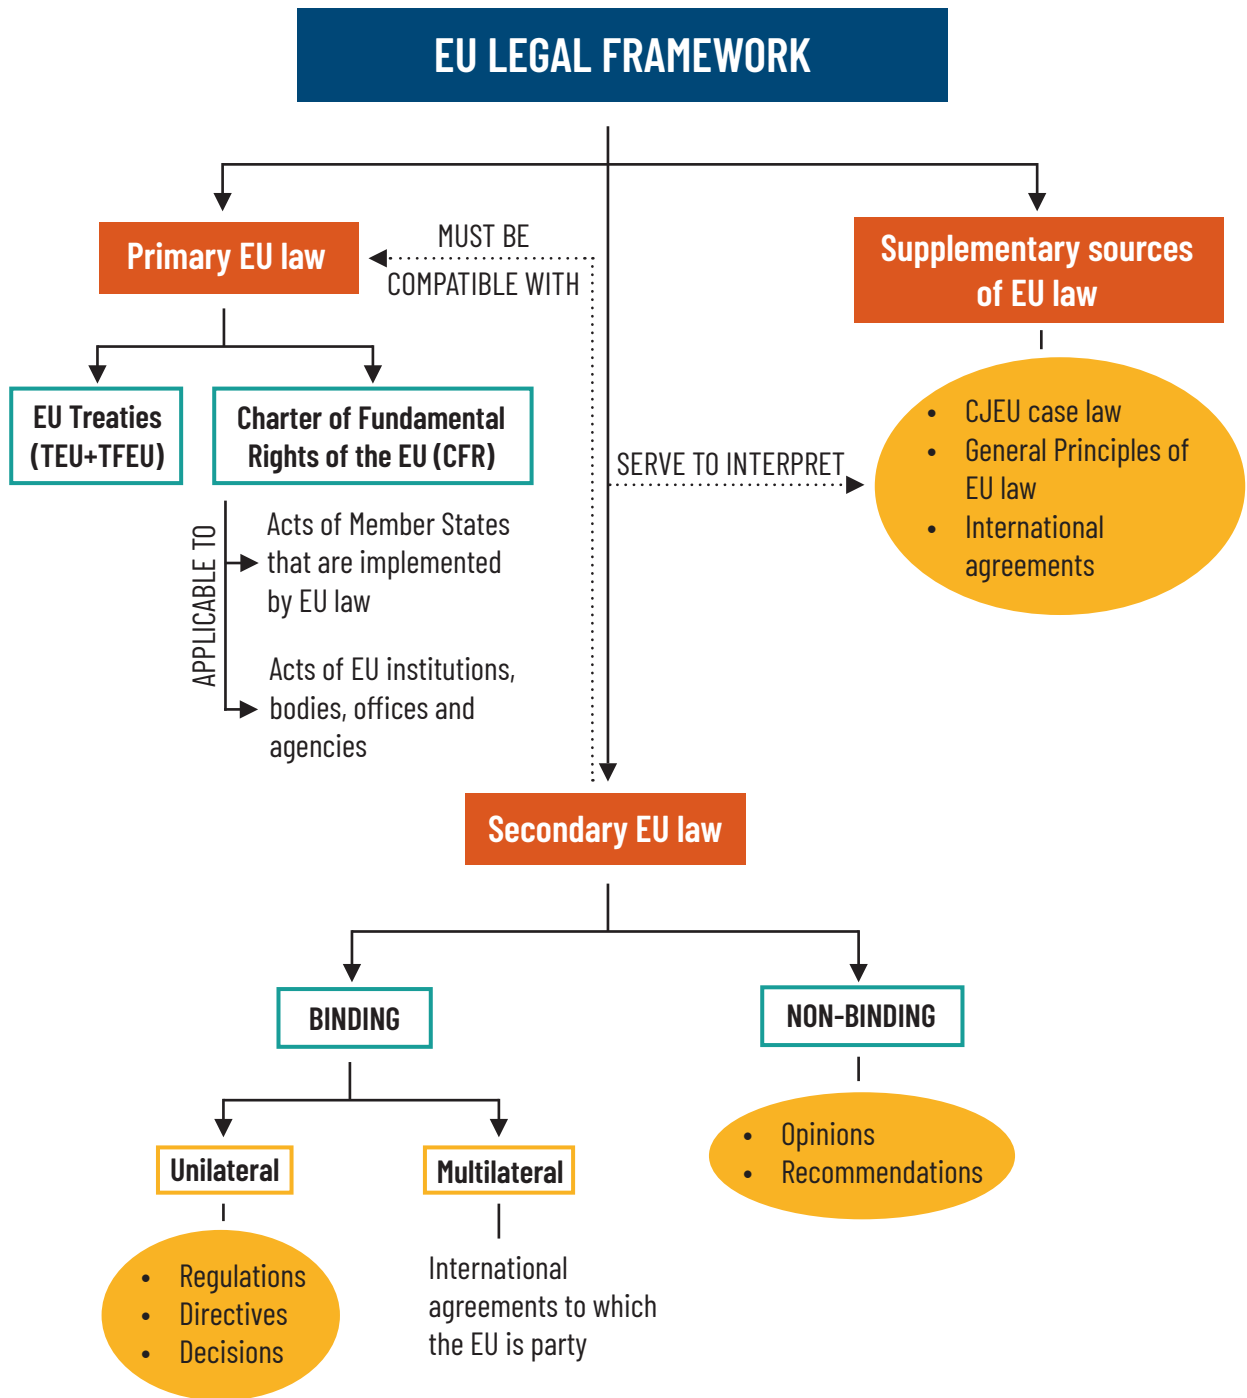 EU LEGAL FRAMEWORK
Primary EU law
MUST BE
COMPATIBLE WITH
Supplementary sources
of EU law
EU Treaties
(TEU+TFEU)
Charter of Fundamental
Rights of the EU (CFR)
• CJEU case law
• General Principles of
EU law
• International
agreements
SERVE TO INTERPRET
APPLICABLE TO
Acts of Member States
that are implemented
by EU law
Acts of EU institutions,
bodies, offices and
agencies
Secondary EU law
BINDING
NON-BINDING
Unilateral
Multilateral
• Opinions
• Recommendations
• Regulations
• Directives
• Decisions
International
agreements to which
the EU is party